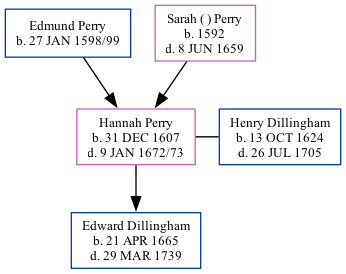 Edmund Perry
b. 27 JAN 1598/99
Sarah ( ) Perry
b. 1592
d. 8 JUN 1659
Hannah Perry
b. 31 DEC 1607
d. 9 JAN 1672/73
Henry Dillingham
b. 13 OCT 1624
d. 26 JUL 1705
Edward Dillingham
b. 21 APR 1665
d. 29 MAR 1739